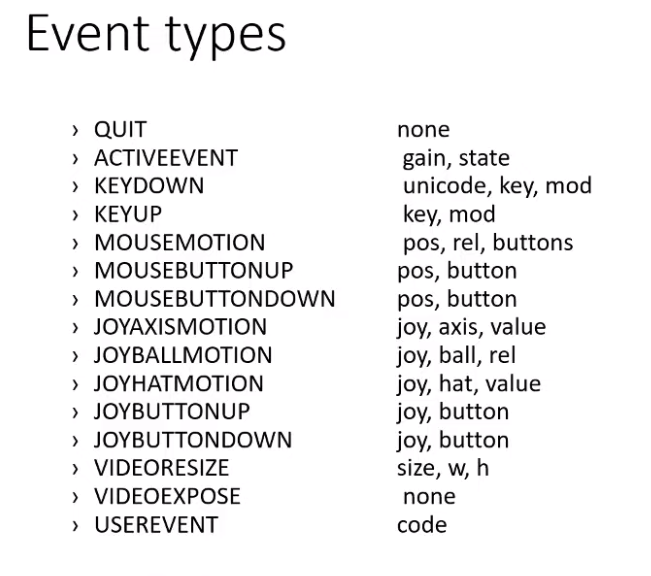 Event types
› QUIT none
› ACTIVEEVENT gain, state
› KEYDOWN unicode, key, mod
› KEYUP key, mod
› MOUSEMOTION pos, rel, buttons
› MOUSEBUTTONUP pos, button
› MOUSEBUTTONDOWN pos, button
› JOYAXISMOTION joy, axis, value
› JOYBALLMOTION joy, ball, rel
› JOYHATMOTION joy, hat, value
› JOYBUTTONUP joy, button
› JOYBUTTONDOWN joy, button
› VIDEORESIZE size, w, h
› VIDEOEXPOSE none
› USEREVENT code